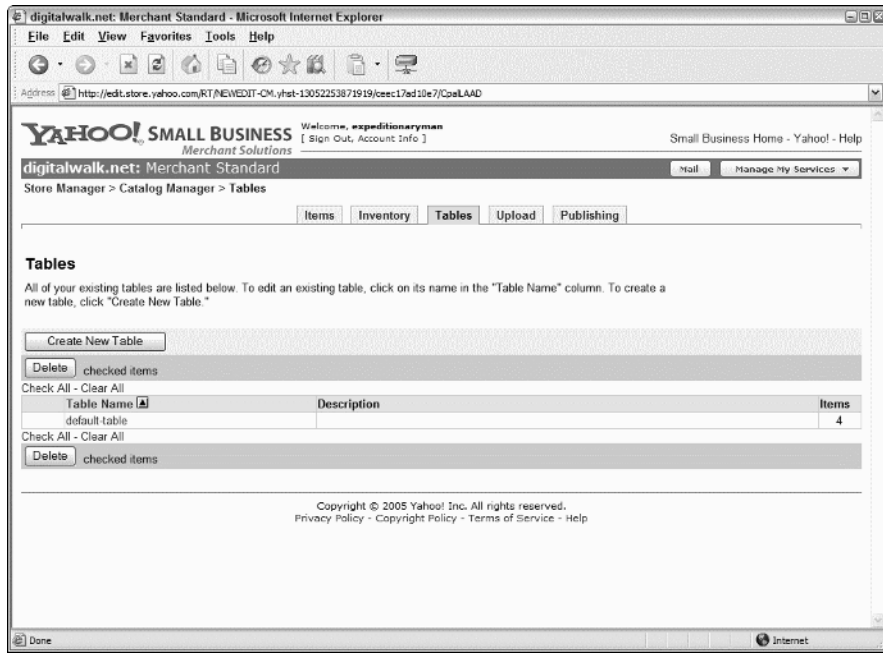 digitalwalk.net: Merchant Standard - Microsoft Internet Explorer
File Edit View Favorites Tools Help
Address http://edit.store.yahoo.com/RT/NEWEDIT-CM.yhst-13052253871919/ceec17ad10e7/CpalLAAD
YAHOO! SMALL BUSINESS
Merchant Solutions
Welcome, expeditionaryman
[ Sign Out, Account Info ]
Small Business Home - Yahoo! - Help
digitalwalk.net: Merchant Standard
Mail Manage My Services
Store Manager > Catalog Manager > Tables
Items Inventory Tables Upload Publishing
Tables
All of your existing tables are listed below. To edit an existing table, click on its name in the "Table Name" column. To create a
new table, click "Create New Table."
Create New Table
Delete checked items
Check All - Clear All
Table Name Description Items
default-table 4
Check All - Clear All
Delete checked items
Copyright © 2005 Yahoo! Inc. All rights reserved.
Privacy Policy - Copyright Policy - Terms of Service - Help
Done Internet